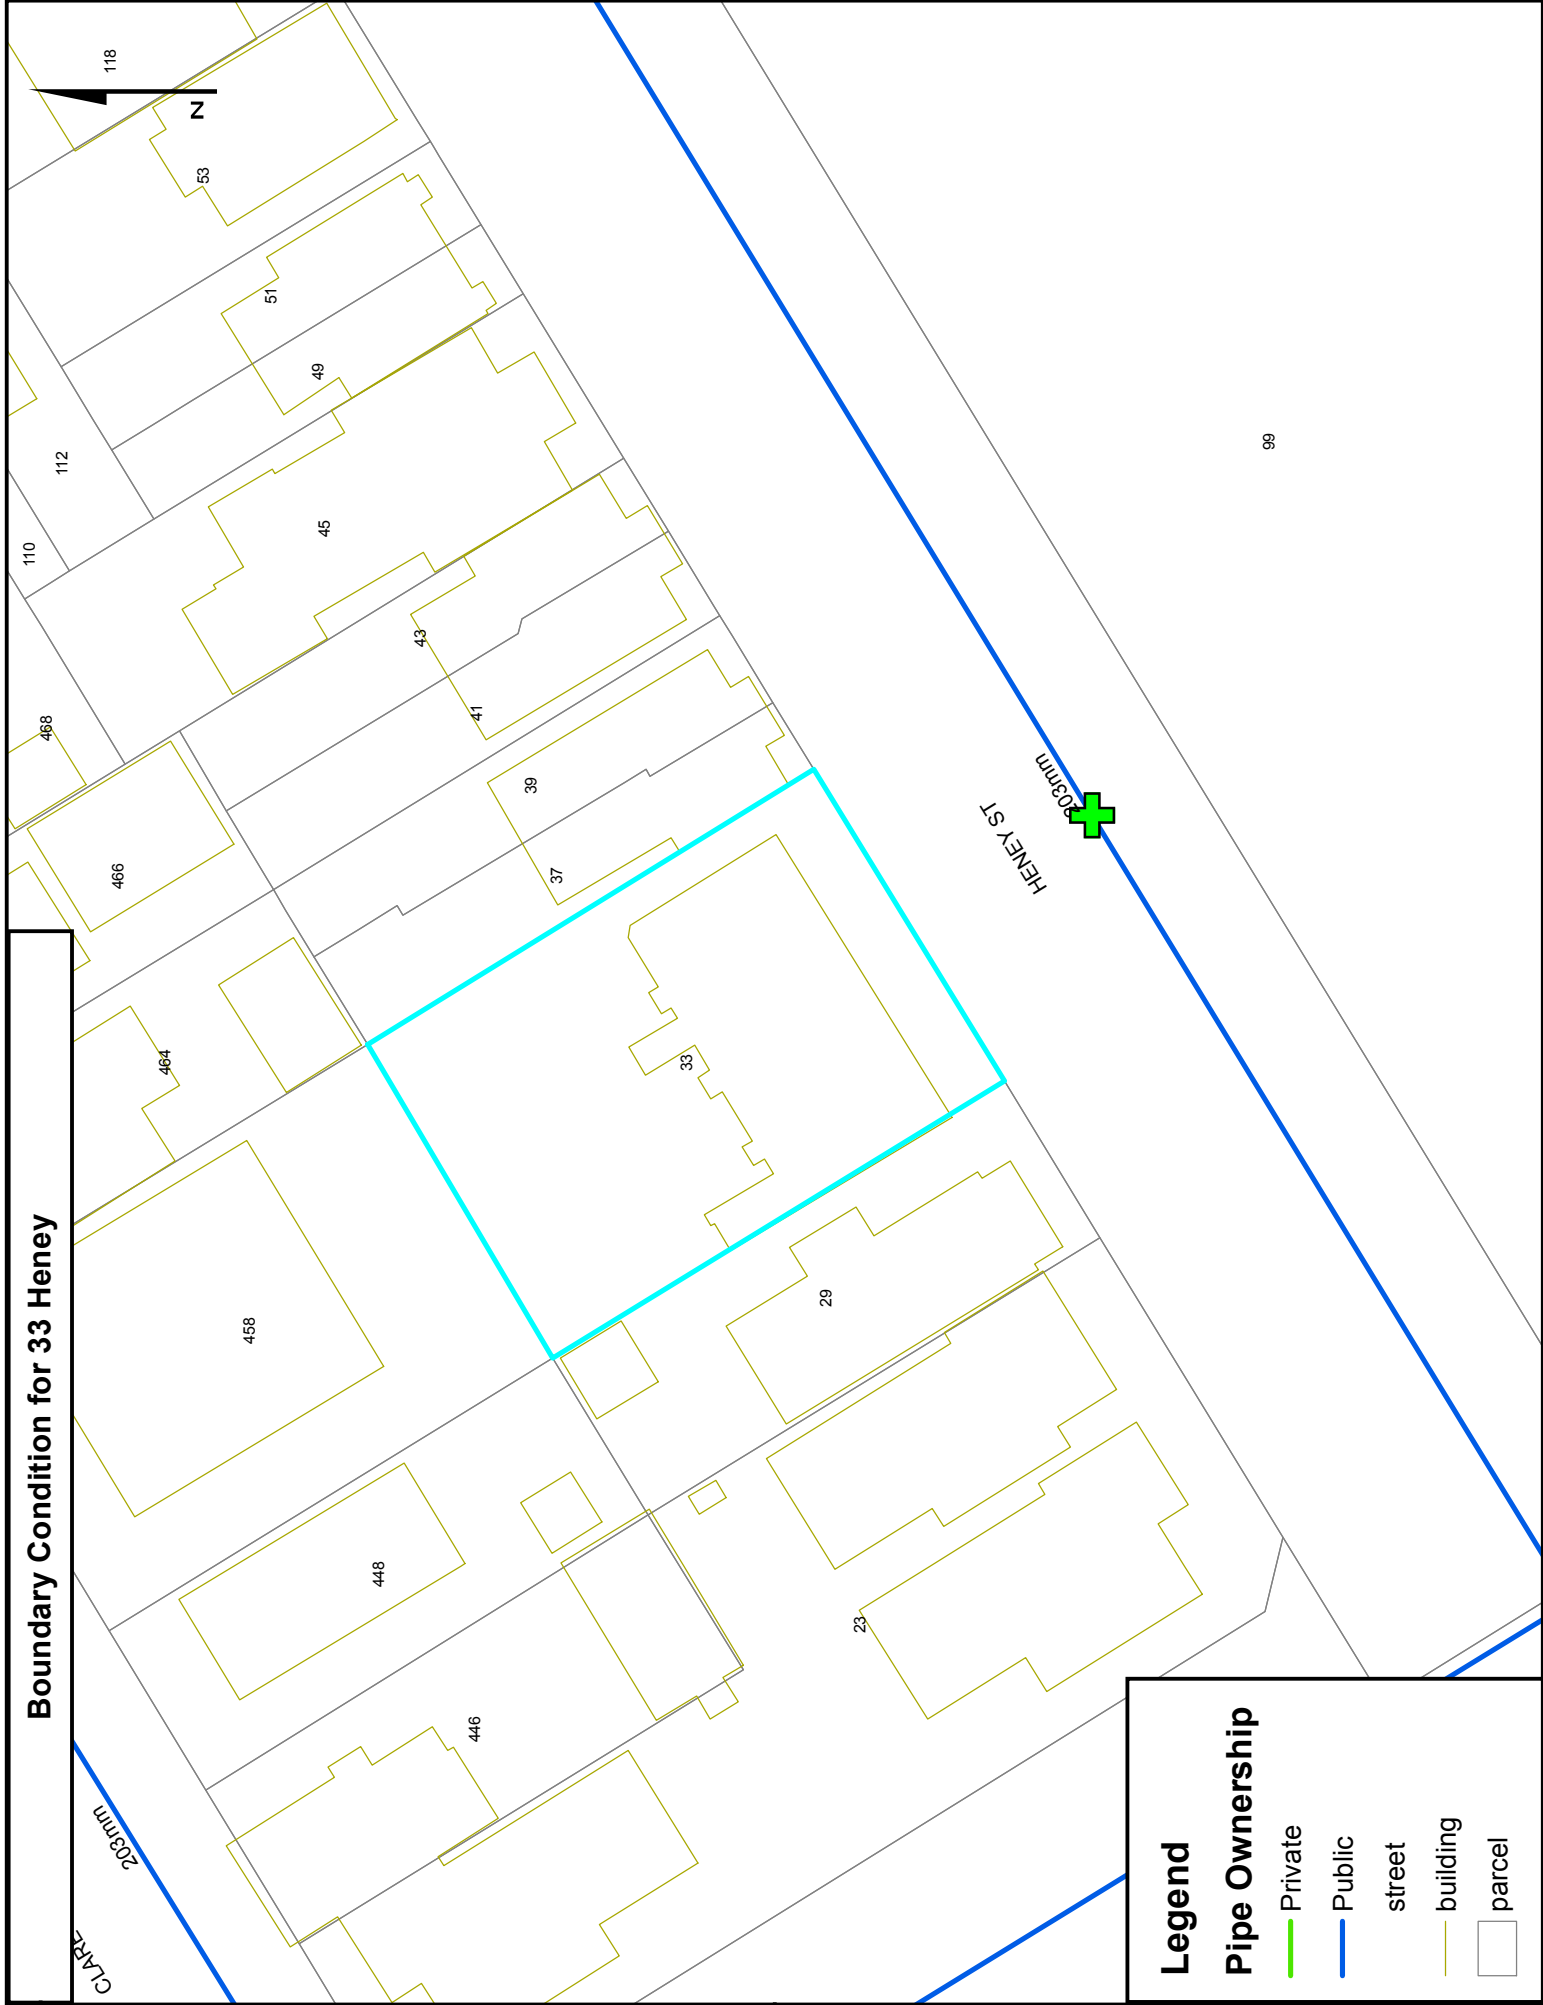 Boundary Condition for 33 Heney
CLARE
203mm
446
448
458
464
466
468
110
112
118
N
23
29
33
37
39
41
43
45
49
51
53
HENEY ST
203mm
99
Legend
Pipe Ownership
Private
Public
street
building
parcel